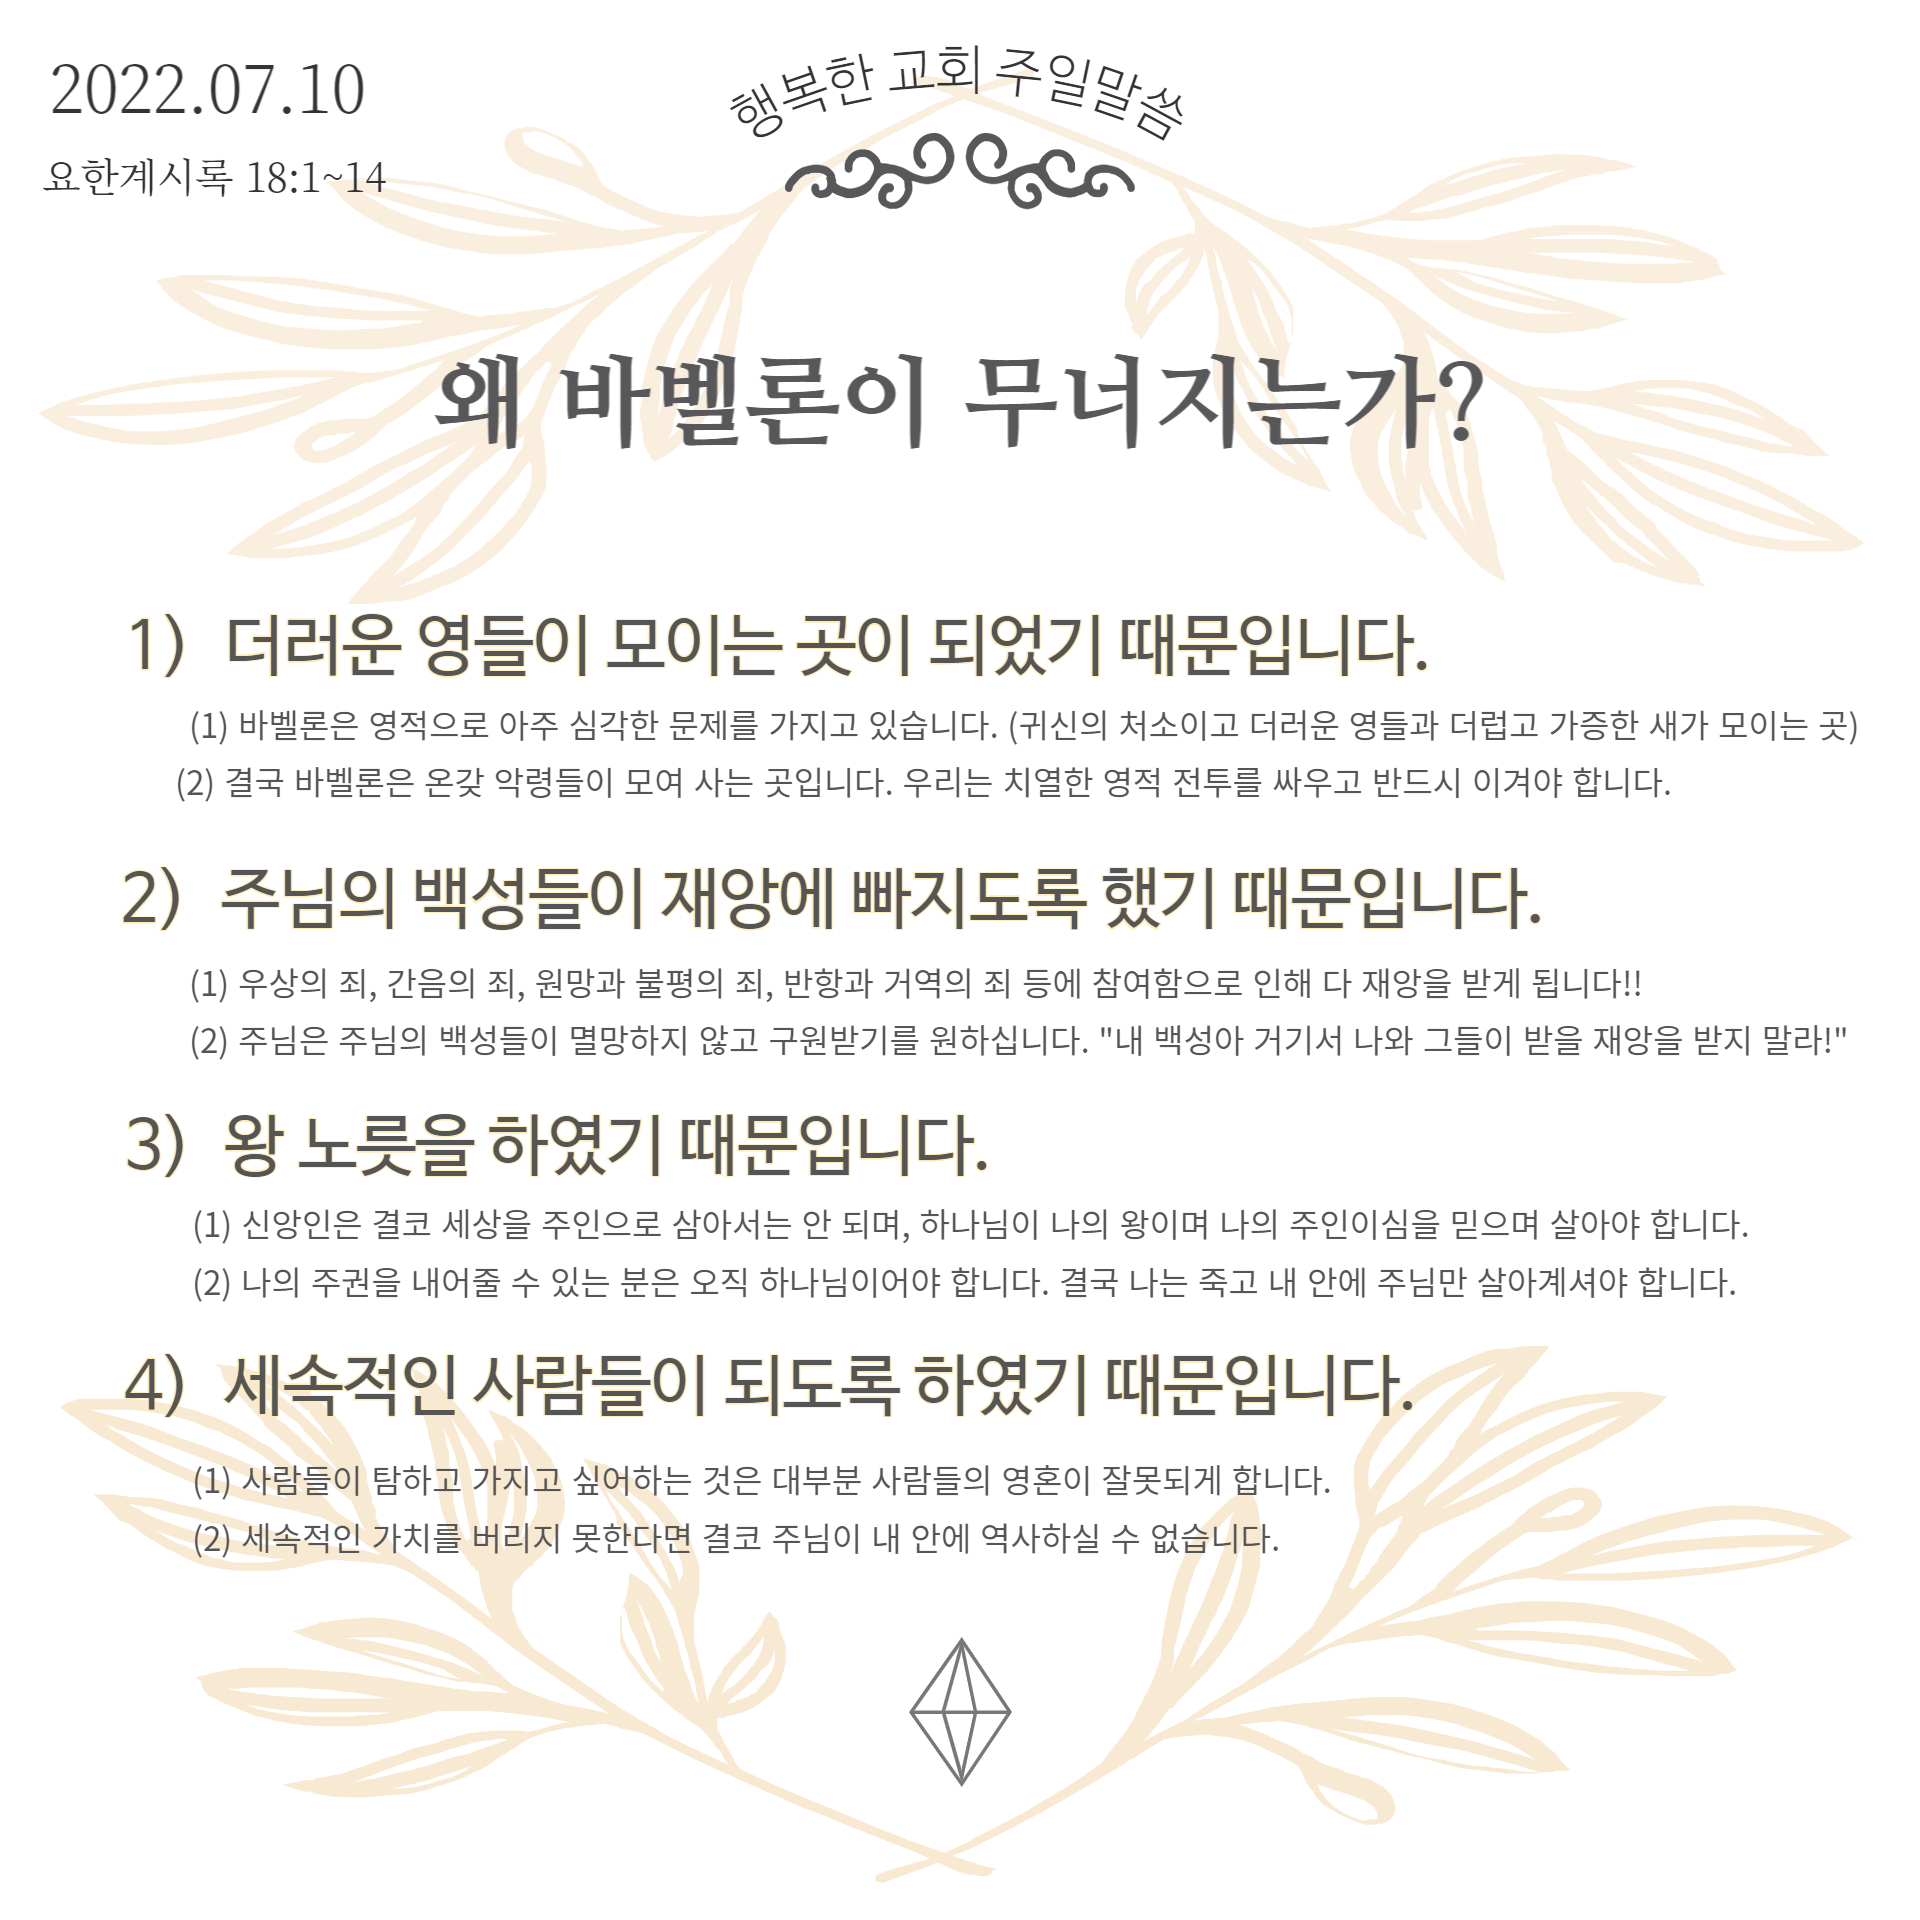 2022.07.10
요한계시록 18:1~14
행복한 교회 주일말씀
왜 바벨론이 무너지는가?
1) 더러운 영들이 모이는 곳이 되었기 때문입니다.
(1) 바벨론은 영적으로 아주 심각한 문제를 가지고 있습니다. (귀신의 처소이고 더러운 영들과 더럽고 가증한 새가 모이는 곳)
(2) 결국 바벨론은 온갖 악령들이 모여 사는 곳입니다. 우리는 치열한 영적 전투를 싸우고 반드시 이겨야 합니다.
2) 주님의 백성들이 재앙에 빠지도록 했기 때문입니다.
(1) 우상의 죄, 간음의 죄, 원망과 불평의 죄, 반항과 거역의 죄 등에 참여함으로 인해 다 재앙을 받게 됩니다!!
(2) 주님은 주님의 백성들이 멸망하지 않고 구원받기를 원하십니다. "내 백성아 거기서 나와 그들이 받을 재앙을 받지 말라!"
3) 왕 노릇을 하였기 때문입니다.
(1) 신앙인은 결코 세상을 주인으로 삼아서는 안 되며, 하나님이 나의 왕이며 나의 주인이심을 믿으며 살아야 합니다.
(2) 나의 주권을 내어줄 수 있는 분은 오직 하나님이어야 합니다. 결국 나는 죽고 내 안에 주님만 살아계셔야 합니다.
4) 세속적인 사람들이 되도록 하였기 때문입니다.
(1) 사람들이 탐하고 가지고 싶어하는 것은 대부분 사람들의 영혼이 잘못되게 합니다.
(2) 세속적인 가치를 버리지 못한다면 결코 주님이 내 안에 역사하실 수 없습니다.